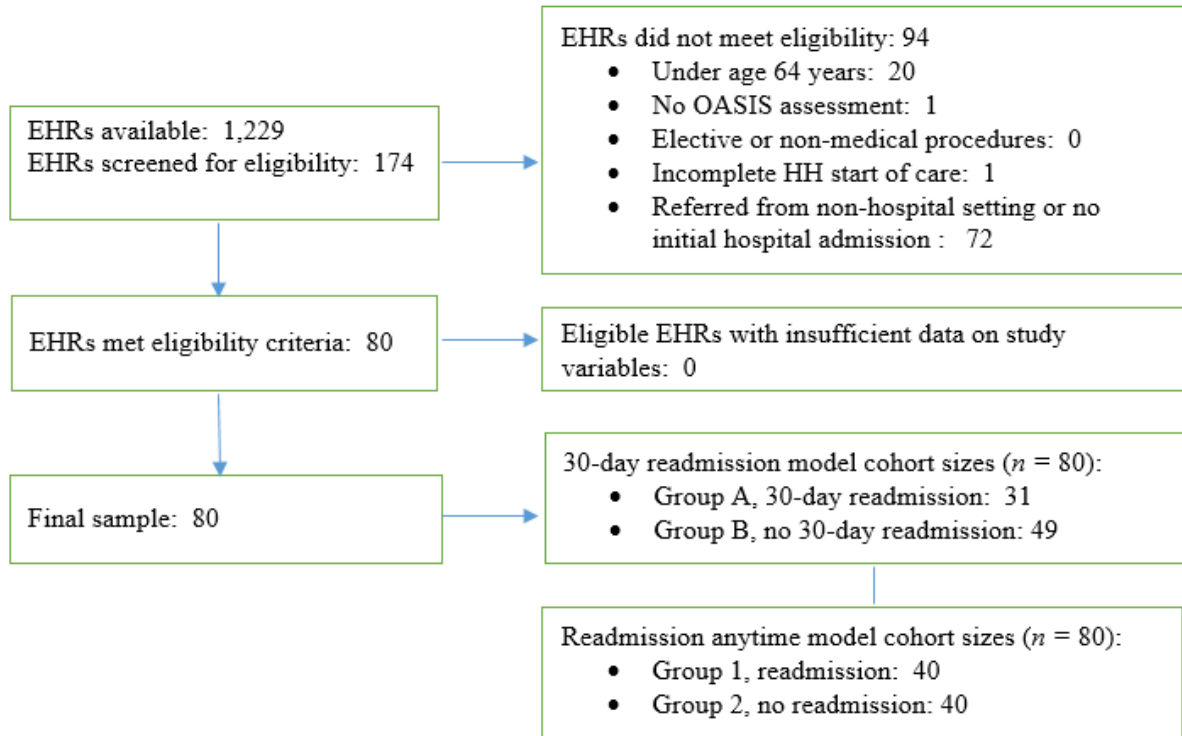 EHRs available: 1,229
EHRs screened for eligibility: 174
EHRs did not meet eligibility: 94
• Under age 64 years: 20
• No OASIS assessment: 1
• Elective or non-medical procedures: 0
• Incomplete HH start of care: 1
• Referred from non-hospital setting or no
initial hospital admission : 72
EHRs met eligibility criteria: 80
Eligible EHRs with insufficient data on study
variables: 0
Final sample: 80
30-day readmission model cohort sizes (n = 80):
• Group A, 30-day readmission: 31
• Group B, no 30-day readmission: 49
Readmission anytime model cohort sizes (n = 80):
• Group 1, readmission: 40
• Group 2, no readmission: 40